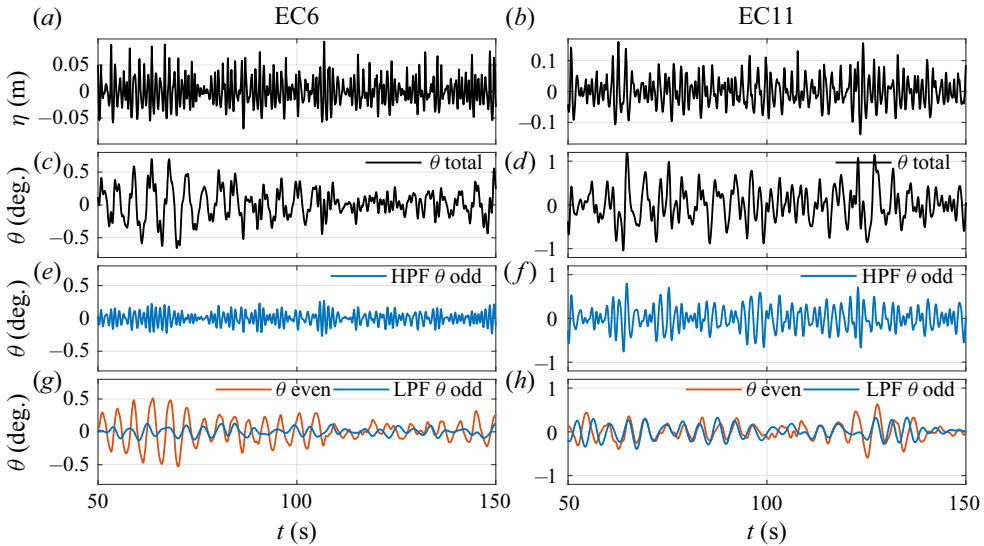 EC6
EC11
(a)
(b)
0.05
0
−0.05
η (m)
0.1
0
−0.1
(c)
(d)
0.5
0
−0.5
θ (deg.)
θ total
1
0
−1
θ total
(e)
(f)
0.5
0
−0.5
θ (deg.)
HPF θ odd
1
0
−1
HPF θ odd
(g)
(h)
0.5
0
−0.5
θ (deg.)
θ even LPF θ odd
1
0
−1
θ even LPF θ odd
50 100 150
50 100 150
t (s)
t (s)